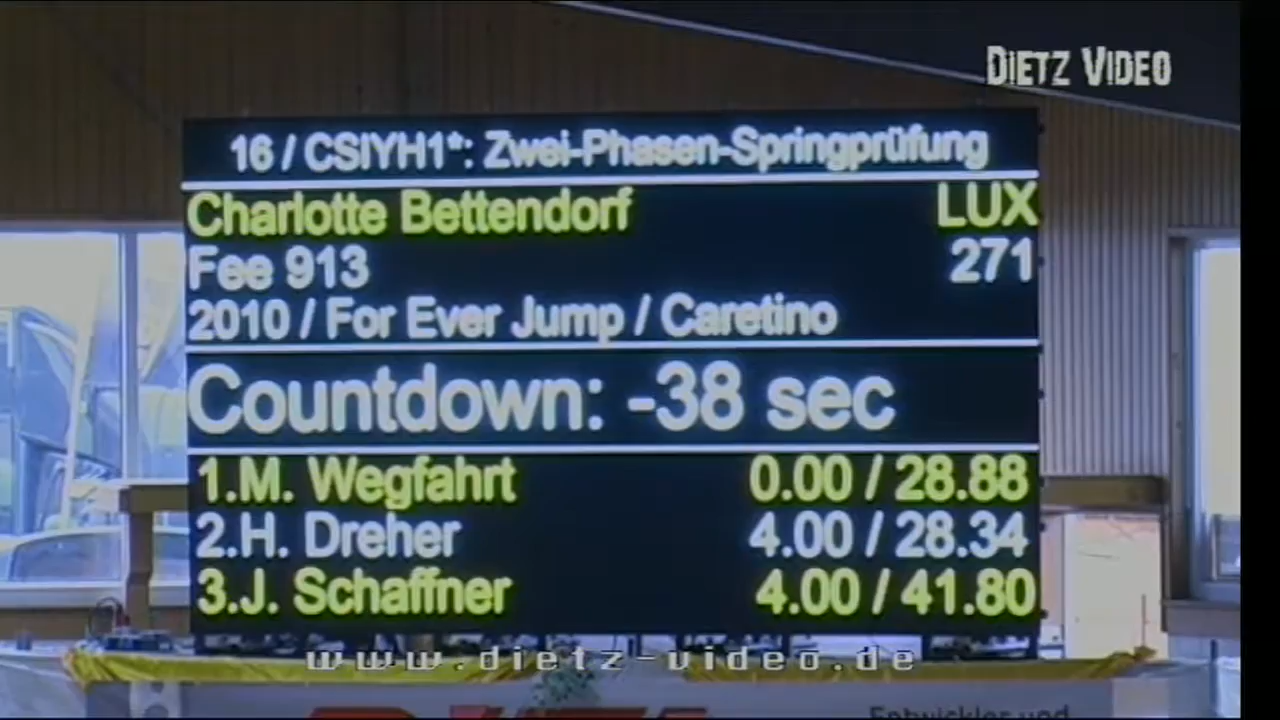 DIETZ VIDEO
16 / CSIYH1*: Zwei-Phasen-Springprüfung
Charlotte Bettendorf LUX
Fee 913 271
2010 / For Ever Jump / Caretino
Countdown: -38 sec
1.M. Wegfahrt 0.00 / 28.88
2.H. Dreher 4.00 / 28.34
3.J. Schaffner 4.00 / 41.80
www.dietz-video.de
Entwickler und